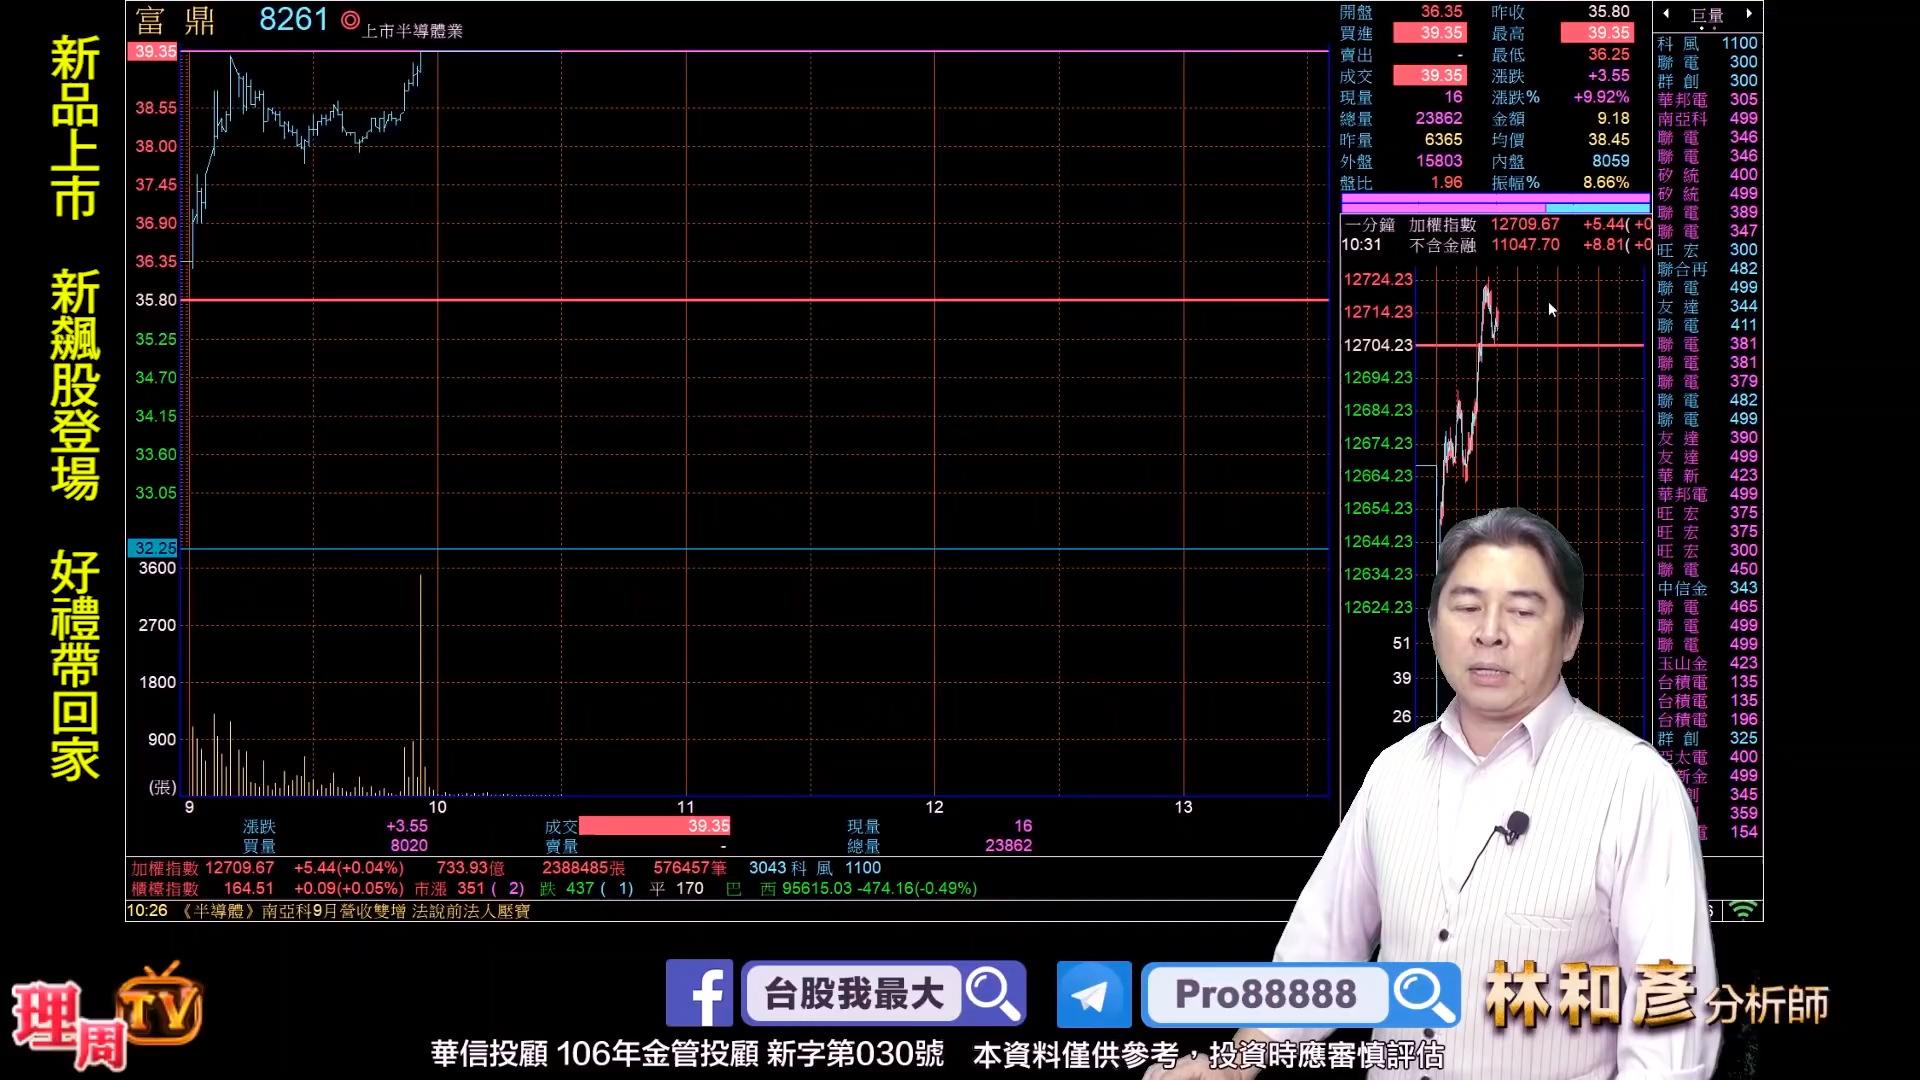 新品上市 新飆股登場 好禮帶回家
富鼎 8261 ◎ 上市半導體業
39.35
38.55
38.00
37.45
36.90
36.35
35.80
35.25
34.70
34.15
33.60
33.05
32.25
3600
2700
1800
900
(張)
9 10 11 12 13
漲跌 +3.55 成交 39.35 現量 16
買量 8020 賣量 - 總量 23862
開盤 36.35 昨收 35.80
買進 39.35 最高 39.35
賣出 - 最低 36.25
成交 39.35 漲跌 +3.55
現量 16 漲跌% +9.92%
總量 23862 金額 9.18
昨量 6365 均價 38.45
外盤 15803 內盤 8059
盤比 1.96 振幅% 8.66%
一分鐘 加權指數 12709.67 +5.44( +0
10:31 不含金融 11047.70 +8.81( +0
12724.23
12714.23
12704.23
12694.23
12684.23
12674.23
12664.23
12654.23
12644.23
12634.23
12624.23
51
39
26
巨量
科風 1100
聯電 300
群創 300
華邦電 305
南亞科 499
聯電 346
聯電 346
矽統 400
矽統 499
聯電 389
聯電 347
旺宏 300
聯合再 482
聯電 499
友達 344
聯電 411
聯電 381
聯電 381
聯電 379
聯電 482
聯電 499
友達 390
友達 499
華新 423
華邦電 499
旺宏 375
旺宏 375
旺宏 300
聯電 450
中信金 343
聯電 465
聯電 499
聯電 499
玉山金 423
台積電 135
台積電 135
台積電 196
群創 325
亞太電 400
新金 499
創 345
359
電 154
加權指數 12709.67 +5.44(+0.04%) 733.93億 2388485張 576457筆 3043 科風 1100
櫃檯指數 164.51 +0.09(+0.05%) 市漲 351 ( 2) 跌 437 ( 1) 平 170 巴西 95615.03 -474.16(-0.49%)
10:26 《半導體》南亞科9月營收雙增 法說前法人壓寶
理周TV
f 台股我最大 Pro88888 林和彥 分析師
華信投顧 106年金管投顧 新字第030號 本資料僅供參考，投資時應審慎評估